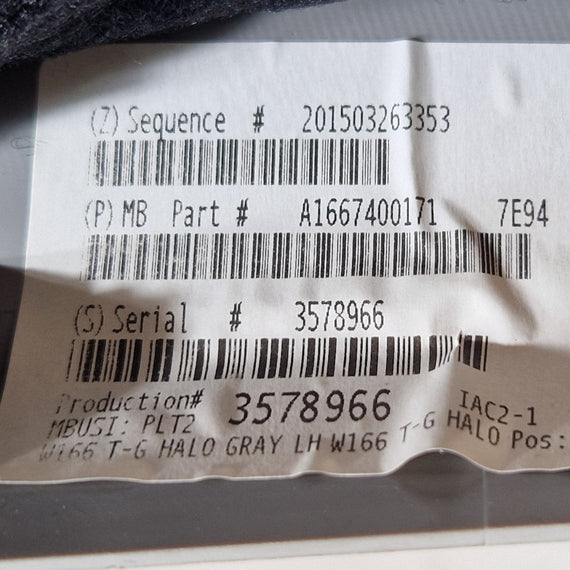 (Z) Sequence # 201503263353
(P) MB Part # A1667400171 7E94
(S) Serial # 3578966
Production# 3578966 IAC2-1
MBUSI: PLT2
W166 T-G HALO GRAY LH W166 T-G HALO Pos: